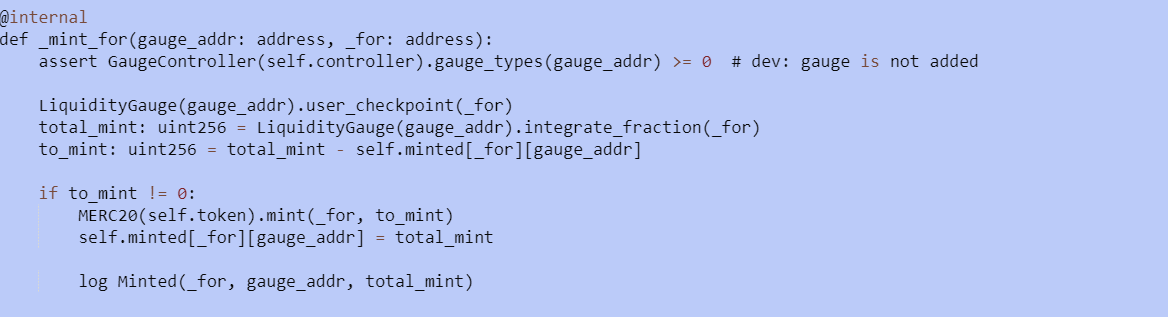 @internal
def _mint_for(gauge_addr: address, _for: address):
    assert GaugeController(self.controller).gauge_types(gauge_addr) >= 0  # dev: gauge is not added

    LiquidityGauge(gauge_addr).user_checkpoint(_for)
    total_mint: uint256 = LiquidityGauge(gauge_addr).integrate_fraction(_for)
    to_mint: uint256 = total_mint - self.minted[_for][gauge_addr]

    if to_mint != 0:
        MERC20(self.token).mint(_for, to_mint)
        self.minted[_for][gauge_addr] = total_mint

        log Minted(_for, gauge_addr, total_mint)